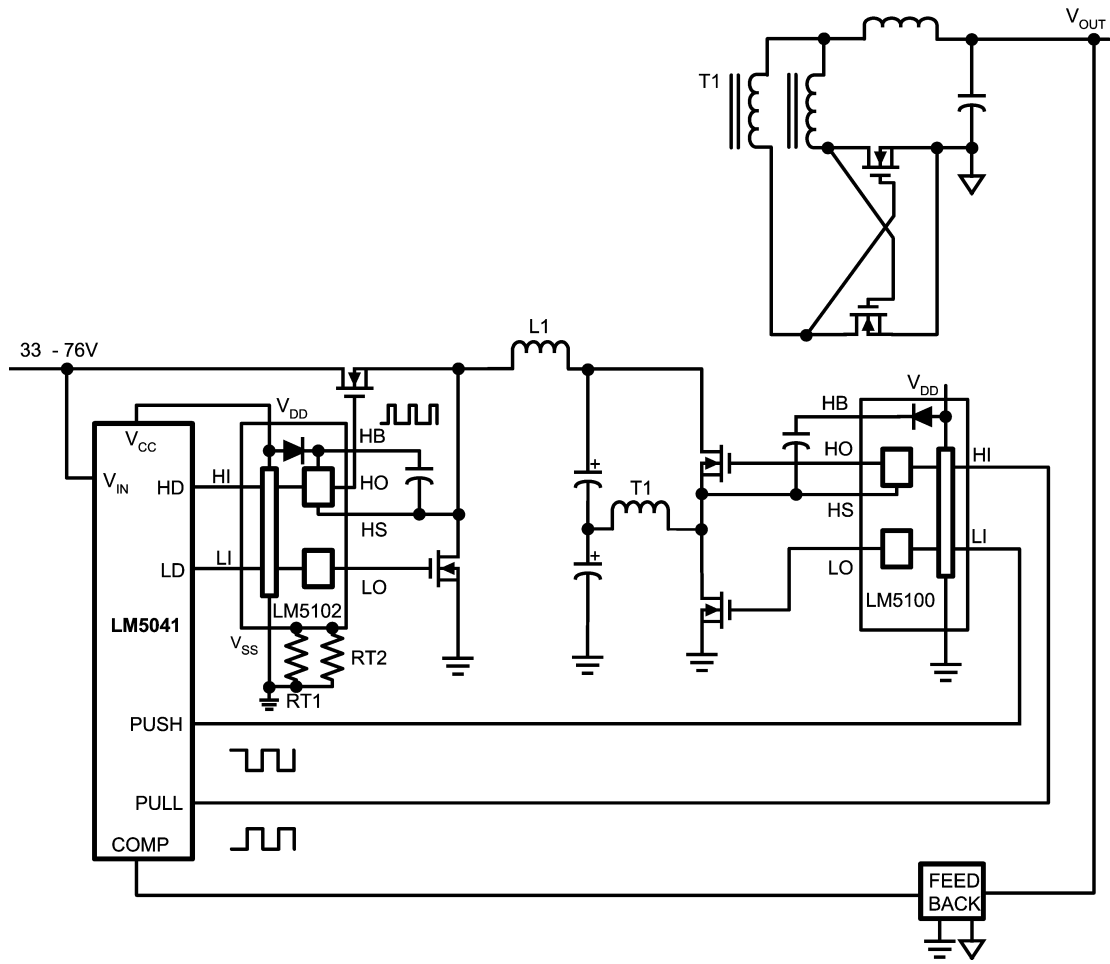 VOUT
T1
L1
33 - 76V
VDD
VDD
HB
HB
VCC
VIN
HD
HI
HO
HO
HI
T1
HS
HS
LD
LI
LO
LO
LI
LM5041
LM5102
LM5100
VSS
RT2
RT1
PUSH
PULL
COMP
FEED
BACK
+
+